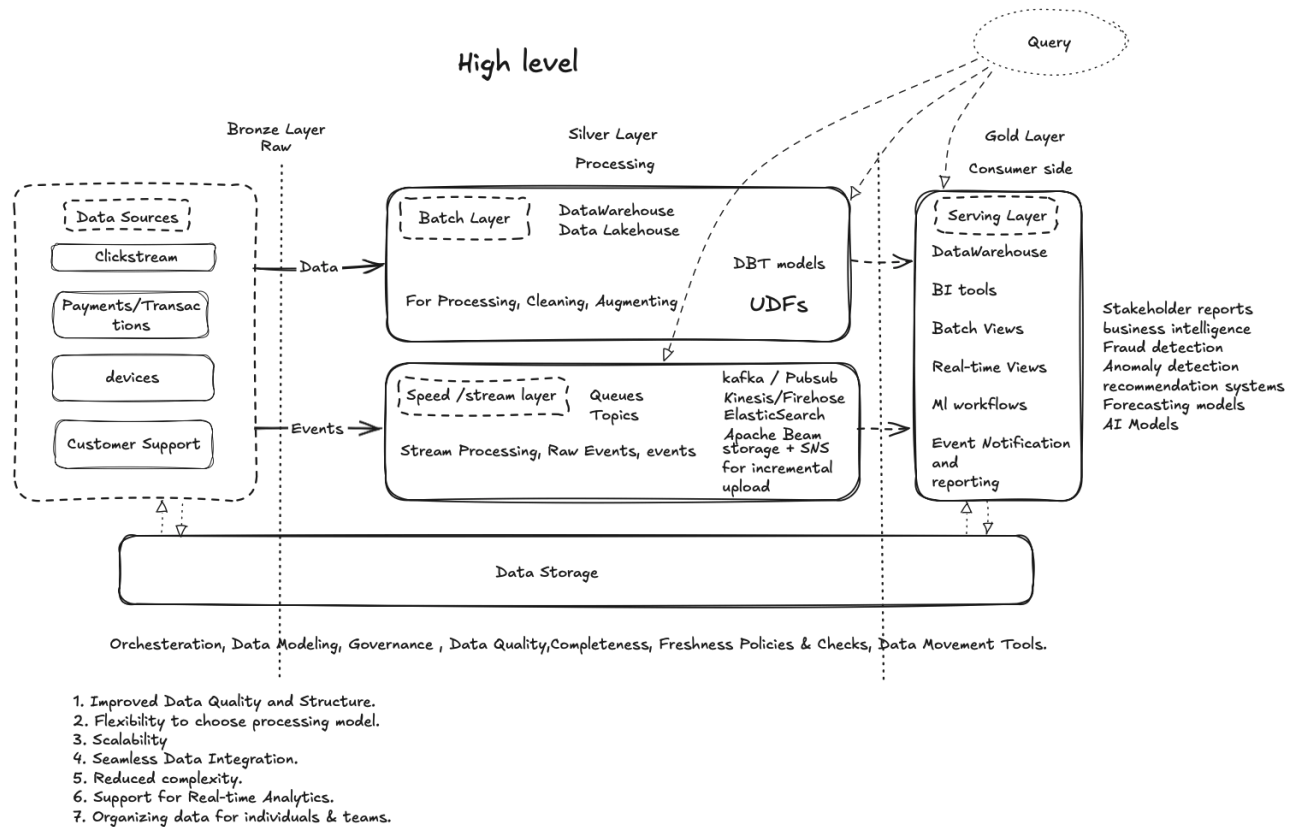 Query
High level
Bronze Layer
Raw
Silver Layer
Processing
Gold Layer
Consumer side
Data Sources
Clickstream
Payments/Transac
tions
devices
Customer Support
Data
Events
Batch Layer
DataWarehouse
Data Lakehouse
DBT models
For Processing, Cleaning, Augmenting
UDFs
Speed /stream layer
Queues
Topics
kafka / Pubsub
Kinesis/Firehose
ElasticSearch
Apache Beam
storage + SNS
for incremental
upload
Stream Processing, Raw Events, events
Serving Layer
DataWarehouse
BI tools
Batch Views
Real-time Views
Ml workflows
Event Notification
and
reporting
Stakeholder reports
business intelligence
Fraud detection
Anomaly detection
recommendation systems
Forecasting models
AI Models
Data Storage
Orchesteration, Data Modeling, Governance , Data Quality,Completeness, Freshness Policies & Checks, Data Movement Tools.
1. Improved Data Quality and Structure.
2. Flexibility to choose processing model.
3. Scalability
4. Seamless Data Integration.
5. Reduced complexity.
6. Support for Real-time Analytics.
7. Organizing data for individuals & teams.